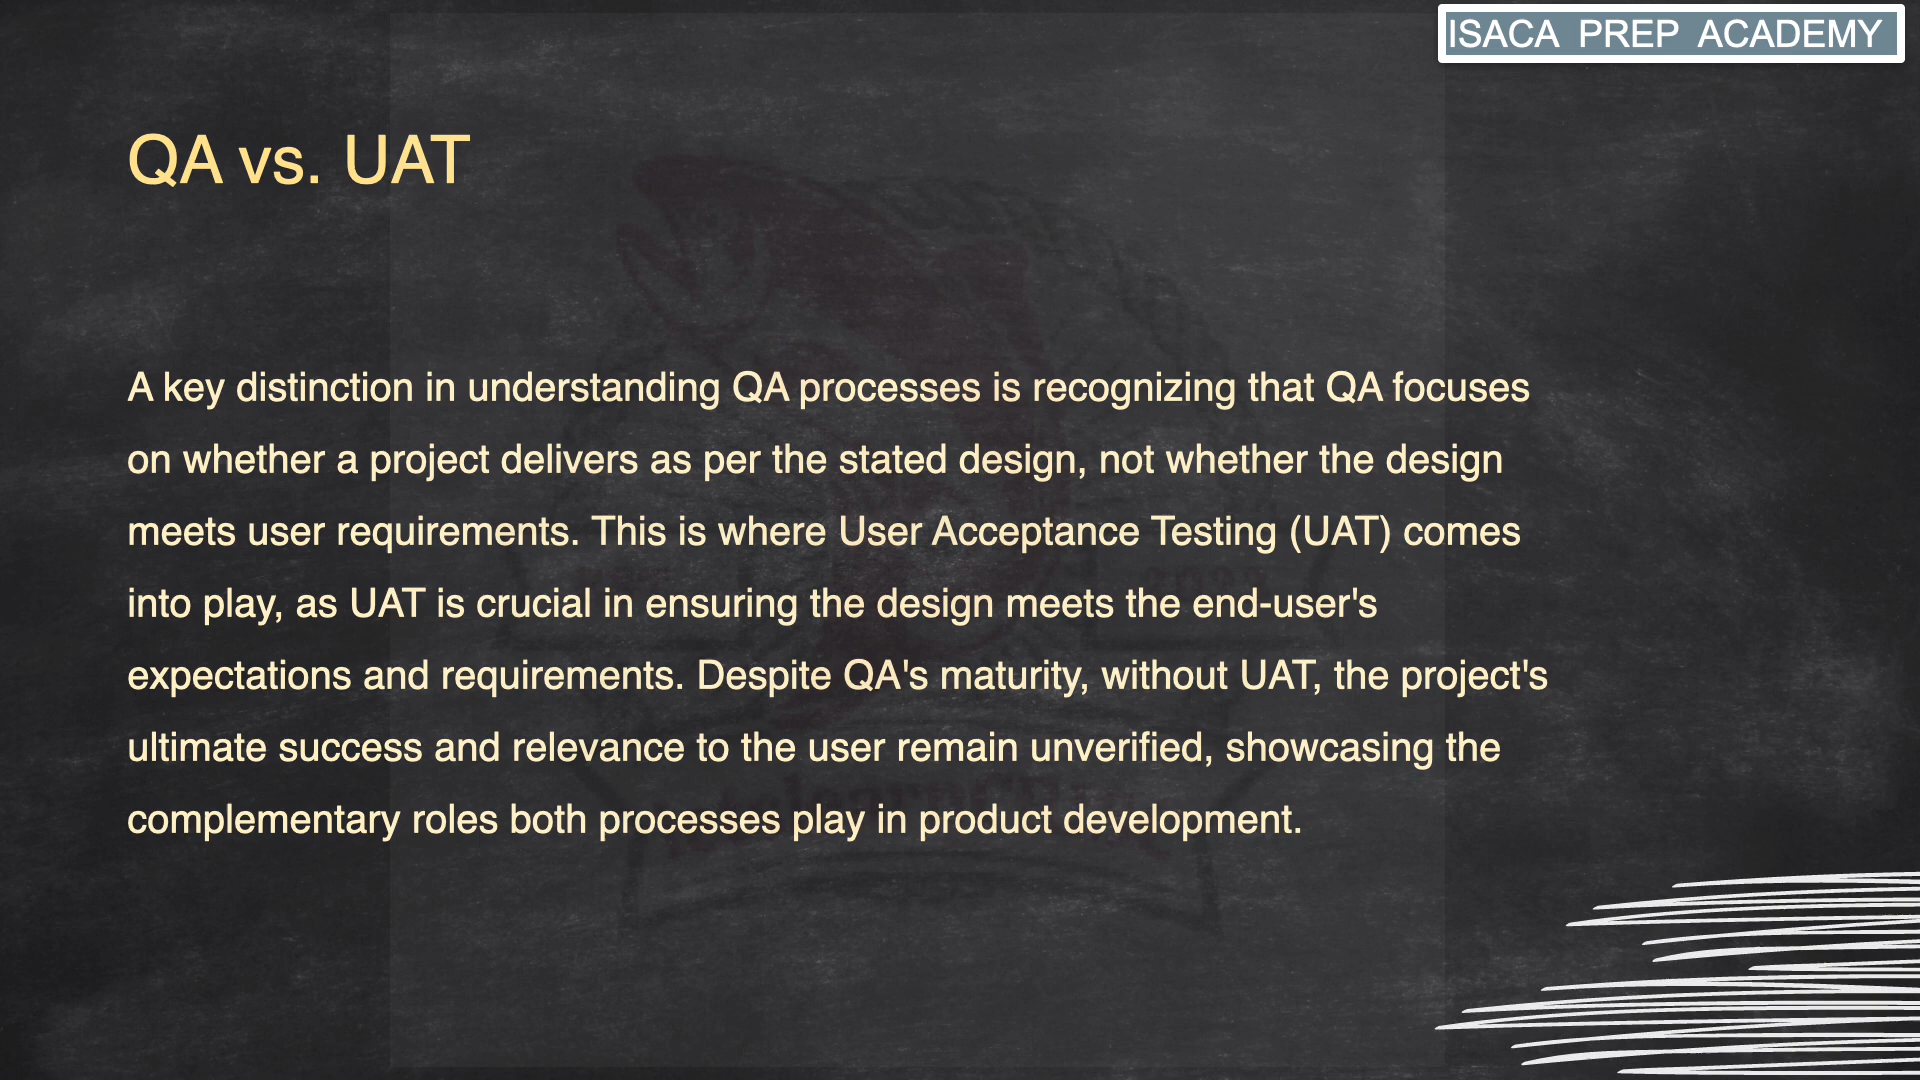 ISACA PREP ACADEMY
QA vs. UAT
A key distinction in understanding QA processes is recognizing that QA focuses
on whether a project delivers as per the stated design, not whether the design
meets user requirements. This is where User Acceptance Testing (UAT) comes
into play, as UAT is crucial in ensuring the design meets the end-user's
expectations and requirements. Despite QA's maturity, without UAT, the project's
ultimate success and relevance to the user remain unverified, showcasing the
complementary roles both processes play in product development.